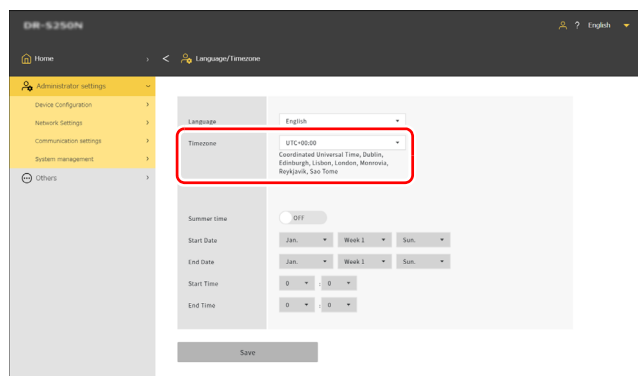 DR-S250N
? English
Home
< Language/Timezone
Administrator settings
Device Configuration
Network Settings
Communication settings
System management
Others
Language English
Timezone UTC+00:00
Coordinated Universal Time, Dublin,
Edinburgh, Lisbon, London, Monrovia,
Reykjavik, Sao Tome
Summer time OFF
Start Date Jan. Week 1 Sun.
End Date Jan. Week 1 Sun.
Start Time 0 : 0
End Time 0 : 0
Save